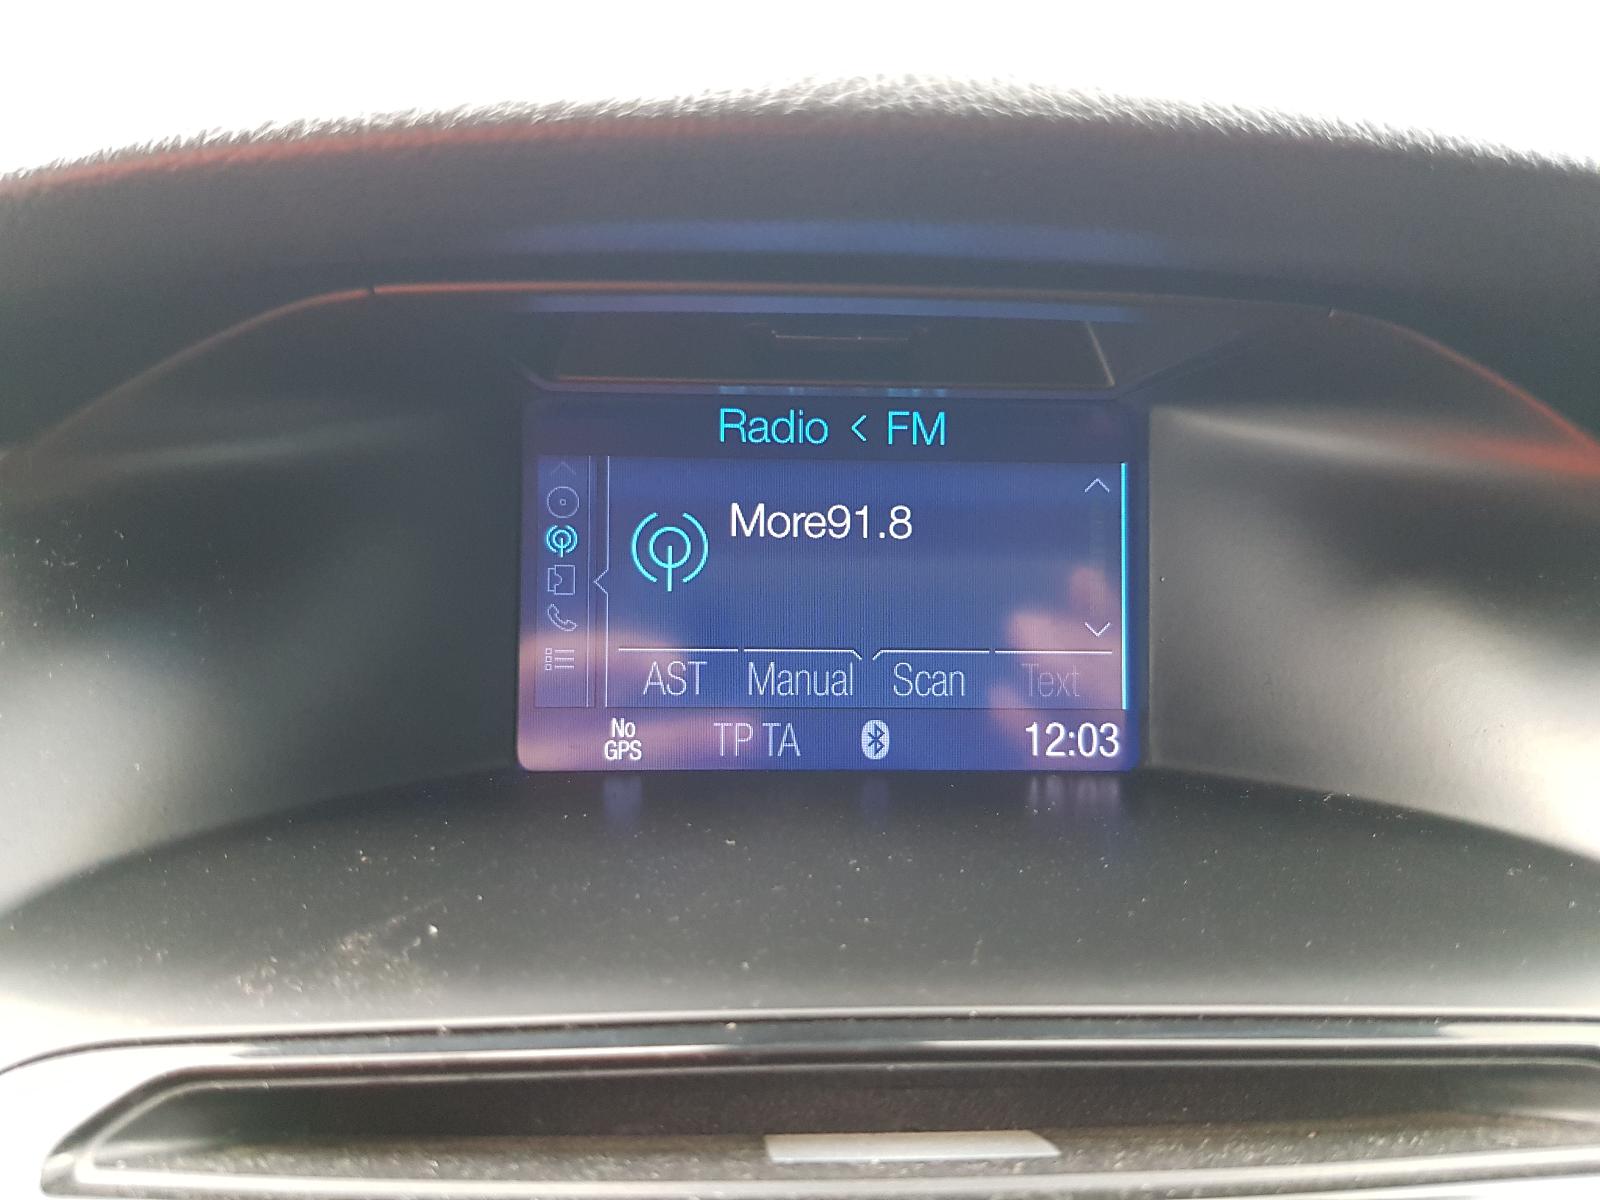 Radio < FM
More91.8
AST Manual Scan Text
No GPS TP TA 12:03